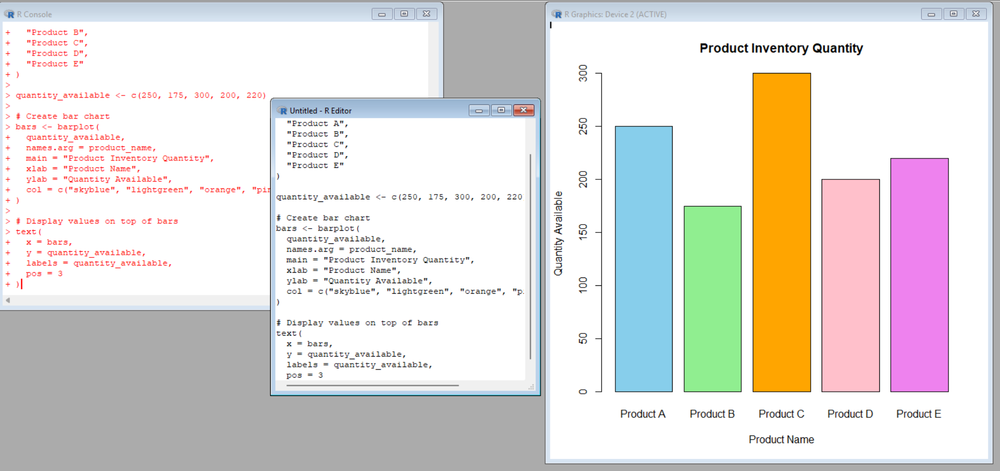 R Console
+   "Product B",
+   "Product C",
+   "Product D",
+   "Product E"
+ )
>
> quantity_available <- c(250, 175, 300, 200, 220)
>
> # Create bar chart
> bars <- barplot(
+   quantity_available,
+   names.arg = product_name,
+   main = "Product Inventory Quantity",
+   xlab = "Product Name",
+   ylab = "Quantity Available",
+   col = c("skyblue", "lightgreen", "orange", "pin
+ )
>
> # Display values on top of bars
> text(
+   x = bars,
+   y = quantity_available,
+   labels = quantity_available,
+   pos = 3
+ )
Untitled - R Editor
  "Product A",
  "Product B",
  "Product C",
  "Product D",
  "Product E"
)
quantity_available <- c(250, 175, 300, 200, 220
# Create bar chart
bars <- barplot(
  quantity_available,
  names.arg = product_name,
  main = "Product Inventory Quantity",
  xlab = "Product Name",
  ylab = "Quantity Available",
  col = c("skyblue", "lightgreen", "orange", "p
)
# Display values on top of bars
text(
  x = bars,
  y = quantity_available,
  labels = quantity_available,
  pos = 3
R Graphics: Device 2 (ACTIVE)
Product Inventory Quantity
Quantity Available
300
250
200
150
100
50
0
Product A
Product B
Product C
Product D
Product E
Product Name